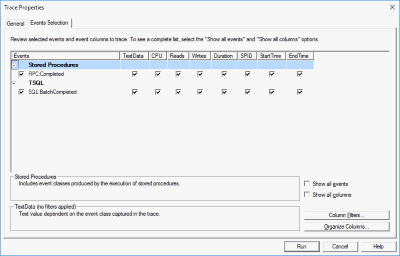 Trace Properties
General Events Selection
Review selected events and event columns to trace. To see a complete list, select the "Show all events" and "Show all columns" options.
Events TextData CPU Reads Writes Duration SPID StartTime EndTime
Stored Procedures
RPC:Completed
TSQL
SQL:BatchCompleted
Stored Procedures
Includes event classes produced by the execution of stored procedures.
Show all events
Show all columns
TextData (no filters applied)
Text value dependent on the event class captured in the trace.
Column Filters...
Organize Columns...
Run Cancel Help